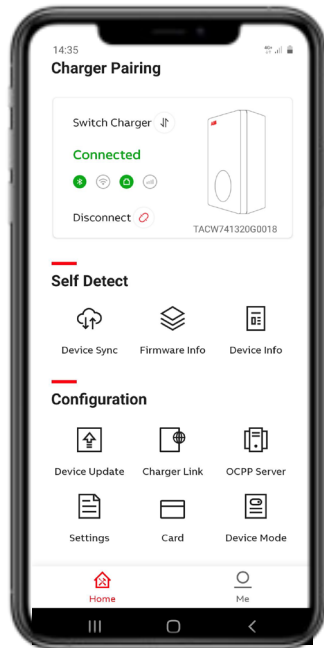 14:35
Charger Pairing
Switch Charger
Connected
Disconnect
TACW741320G0018
Self Detect
Device Sync Firmware Info Device Info
Configuration
Device Update Charger Link OCPP Server
Settings Card Device Mode
Home Me